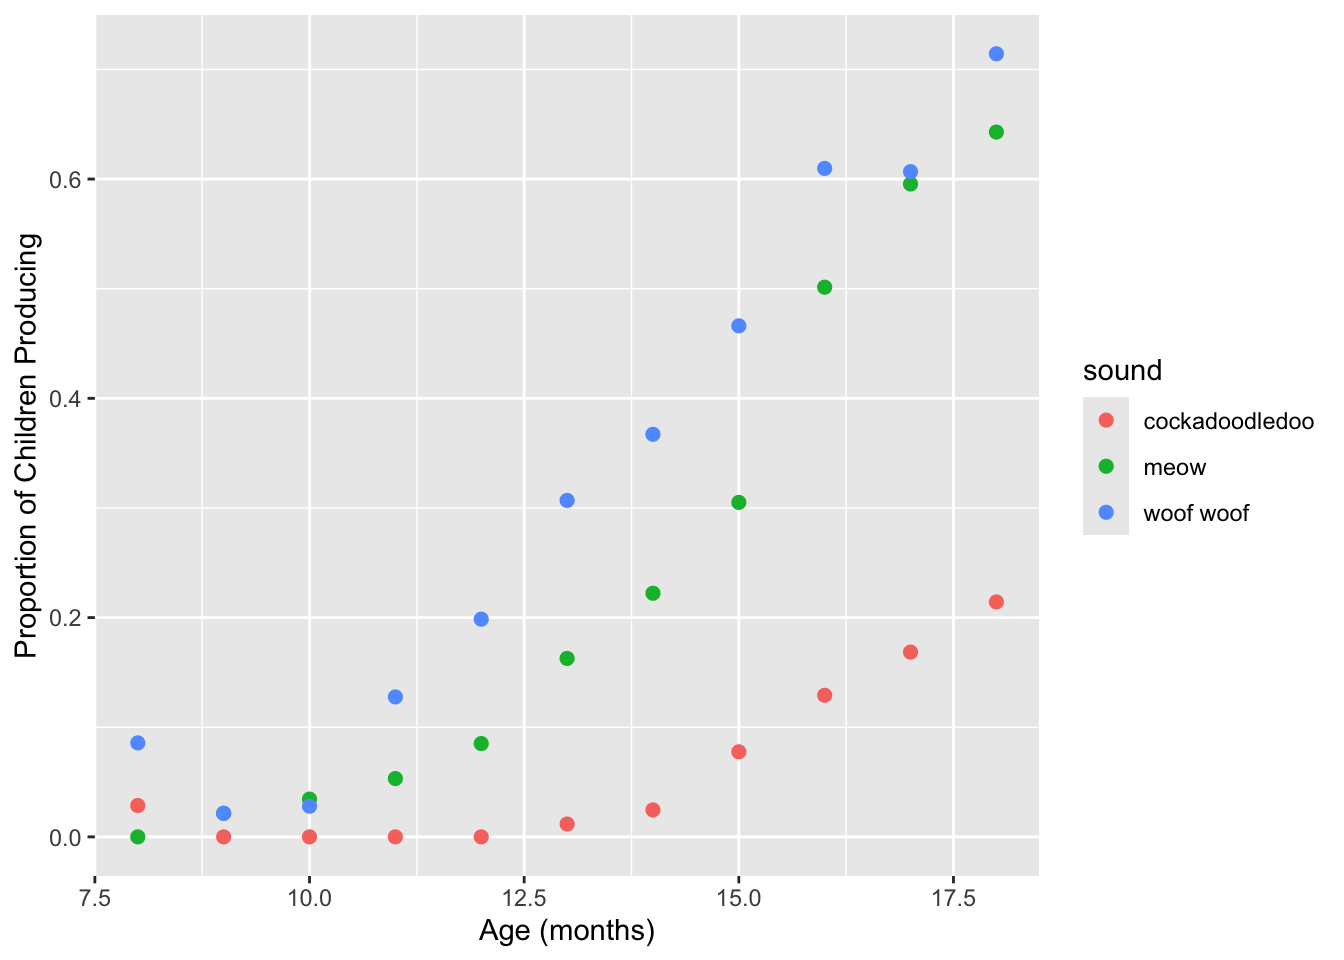 Proportion of Children Producing
0.6
0.4
0.2
0.0
7.5 10.0 12.5 15.0 17.5
Age (months)
sound
cockadoodledoo
meow
woof woof